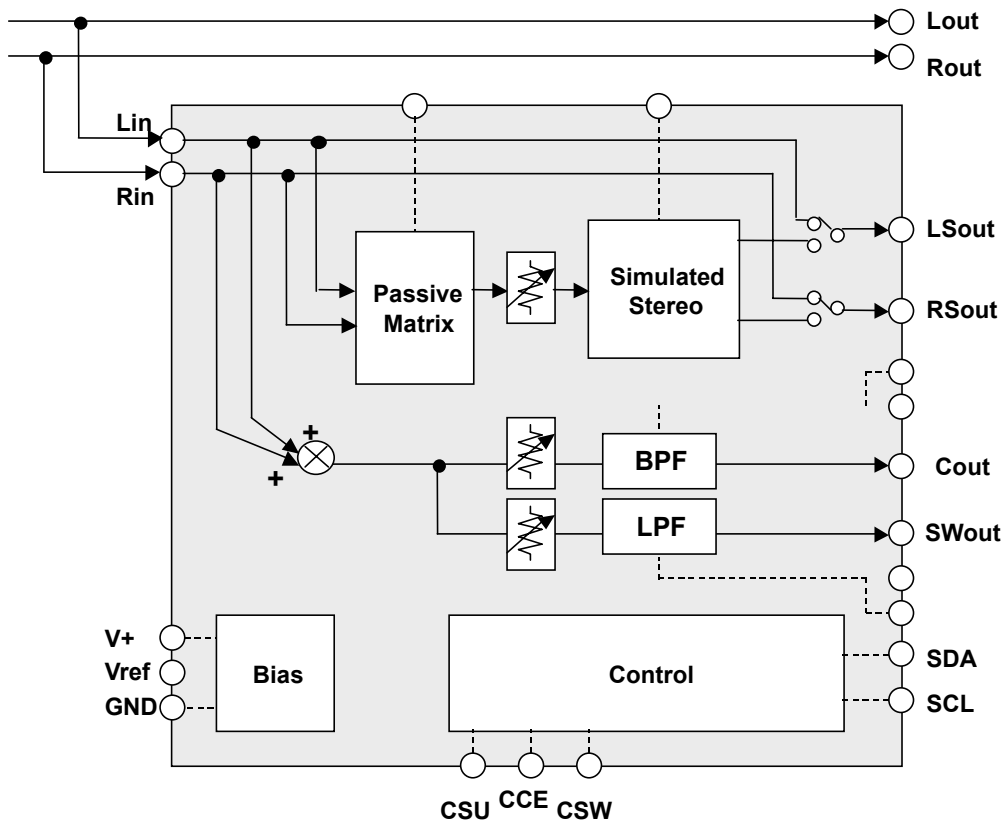 Lout
Rout
Lin
Rin
LSout
Passive
Matrix
Simulated
Stereo
RSout
+
+
BPF
Cout
LPF
SWout
V+
Vref
GND
Bias
Control
SDA
SCL
CSU
CCE
CSW